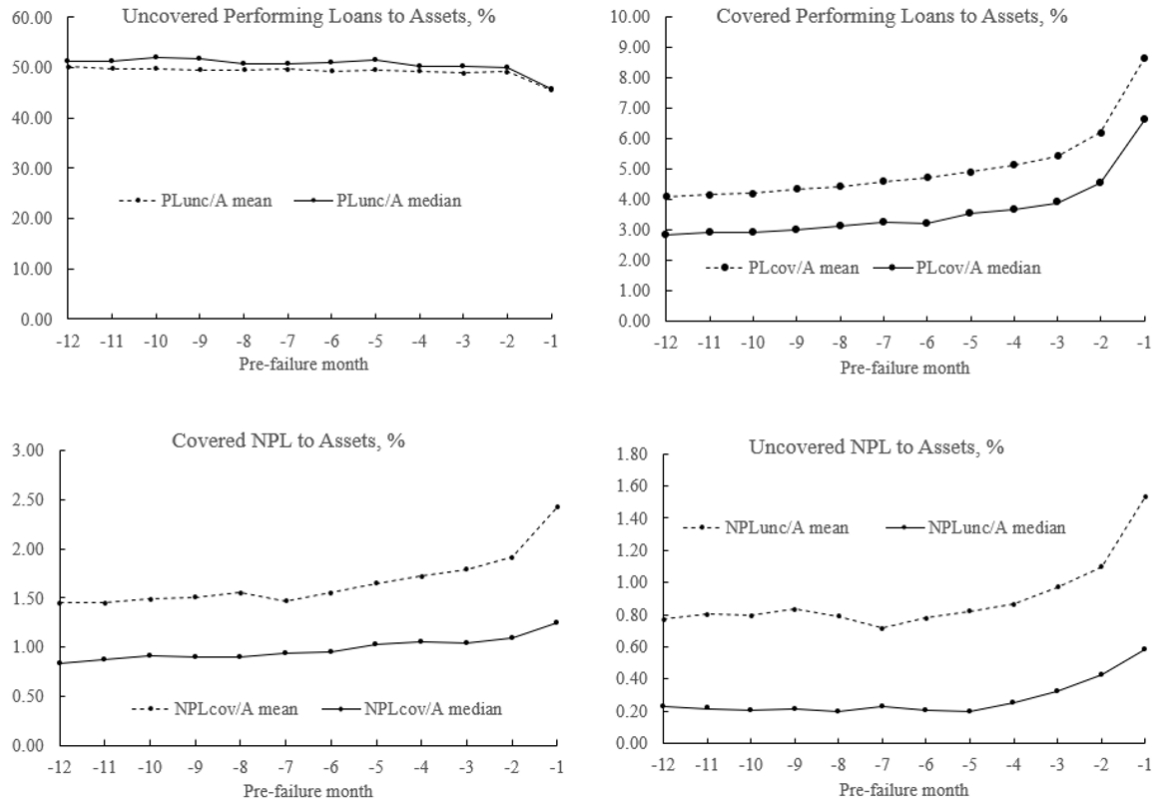 Uncovered Performing Loans to Assets, %
60.00
50.00
40.00
30.00
20.00
10.00
0.00
PLunc/A mean
PLunc/A median
-12 -11 -10 -9 -8 -7 -6 -5 -4 -3 -2 -1
Pre-failure month
Covered Performing Loans to Assets, %
10.00
9.00
8.00
7.00
6.00
5.00
4.00
3.00
2.00
1.00
0.00
PLcov/A mean
PLcov/A median
-12 -11 -10 -9 -8 -7 -6 -5 -4 -3 -2 -1
Pre-failure month
Covered NPL to Assets, %
3.00
2.50
2.00
1.50
1.00
0.50
0.00
NPLcov/A mean
NPLcov/A median
-12 -11 -10 -9 -8 -7 -6 -5 -4 -3 -2 -1
Pre-failure month
Uncovered NPL to Assets, %
1.80
1.60
1.40
1.20
1.00
0.80
0.60
0.40
0.20
0.00
NPLunc/A mean
NPLunc/A median
-12 -11 -10 -9 -8 -7 -6 -5 -4 -3 -2 -1
Pre-failure month